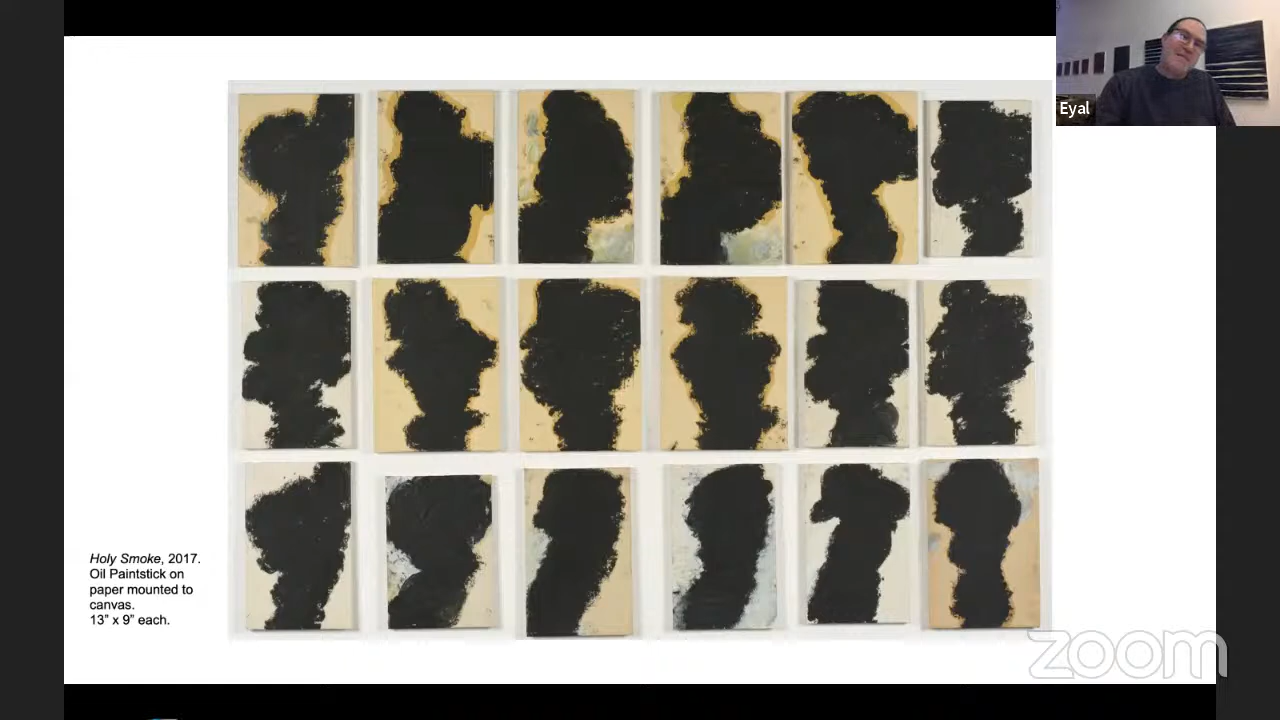 Eyal
Holy Smoke, 2017.
Oil Paintstick on
paper mounted to
canvas.
13” x 9” each.
zoom